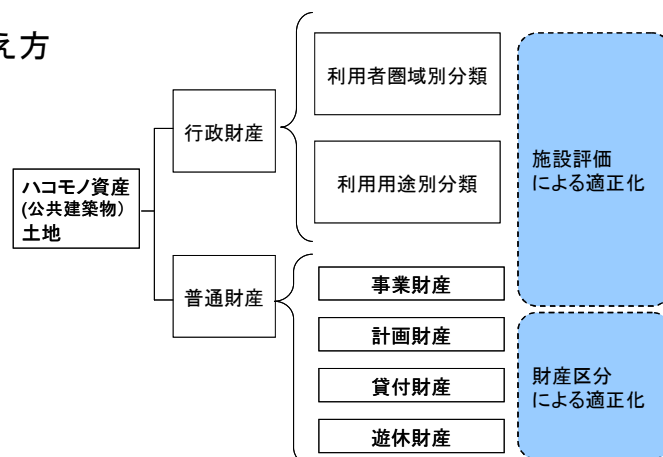 え方
ハコモノ資産
(公共建築物)
土地
行政財産
普通財産
利用者圏域別分類
利用用途別分類
事業財産
計画財産
貸付財産
遊休財産
施設評価
による適正化
財産区分
による適正化